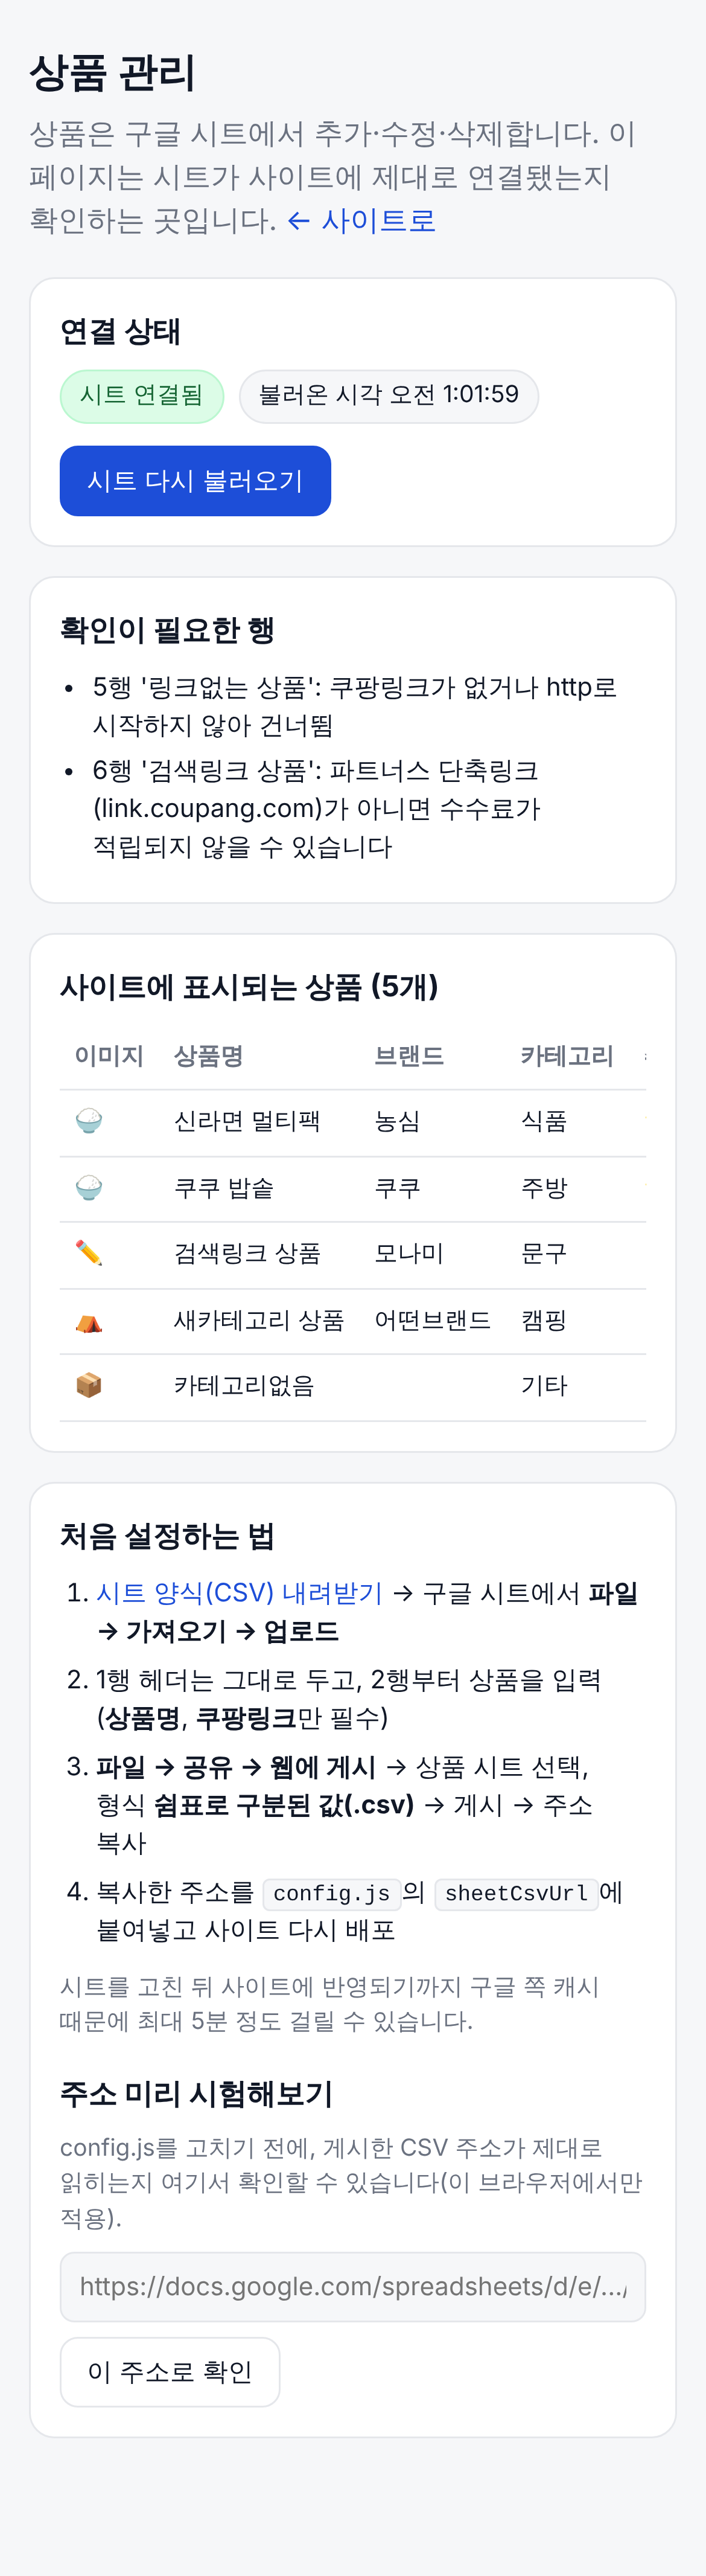 상품 관리
상품은 구글 시트에서 추가·수정·삭제합니다. 이
페이지는 시트가 사이트에 제대로 연결됐는지
확인하는 곳입니다. ← 사이트로
연결 상태
시트 연결됨 불러온 시각 오전 1:01:59
시트 다시 불러오기
확인이 필요한 행
• 5행 '링크없는 상품': 쿠팡링크가 없거나 http로
시작하지 않아 건너뜀
• 6행 '검색링크 상품': 파트너스 단축링크
(link.coupang.com)가 아니면 수수료가
적립되지 않을 수 있습니다
사이트에 표시되는 상품 (5개)
이미지 상품명 브랜드 카테고리
신라면 멀티팩 농심 식품
쿠쿠 밥솥 쿠쿠 주방
검색링크 상품 모나미 문구
새카테고리 상품 어떤브랜드 캠핑
카테고리없음 기타
처음 설정하는 법
1. 시트 양식(CSV) 내려받기 → 구글 시트에서 파일
→ 가져오기 → 업로드
2. 1행 헤더는 그대로 두고, 2행부터 상품을 입력
(상품명, 쿠팡링크만 필수)
3. 파일 → 공유 → 웹에 게시 → 상품 시트 선택,
형식 쉼표로 구분된 값(.csv) → 게시 → 주소
복사
4. 복사한 주소를 config.js의 sheetCsvUrl에
붙여넣고 사이트 다시 배포
시트를 고친 뒤 사이트에 반영되기까지 구글 쪽 캐시
때문에 최대 5분 정도 걸릴 수 있습니다.
주소 미리 시험해보기
config.js를 고치기 전에, 게시한 CSV 주소가 제대로
읽히는지 여기서 확인할 수 있습니다(이 브라우저에서만
적용).
https://docs.google.com/spreadsheets/d/e/.../
이 주소로 확인